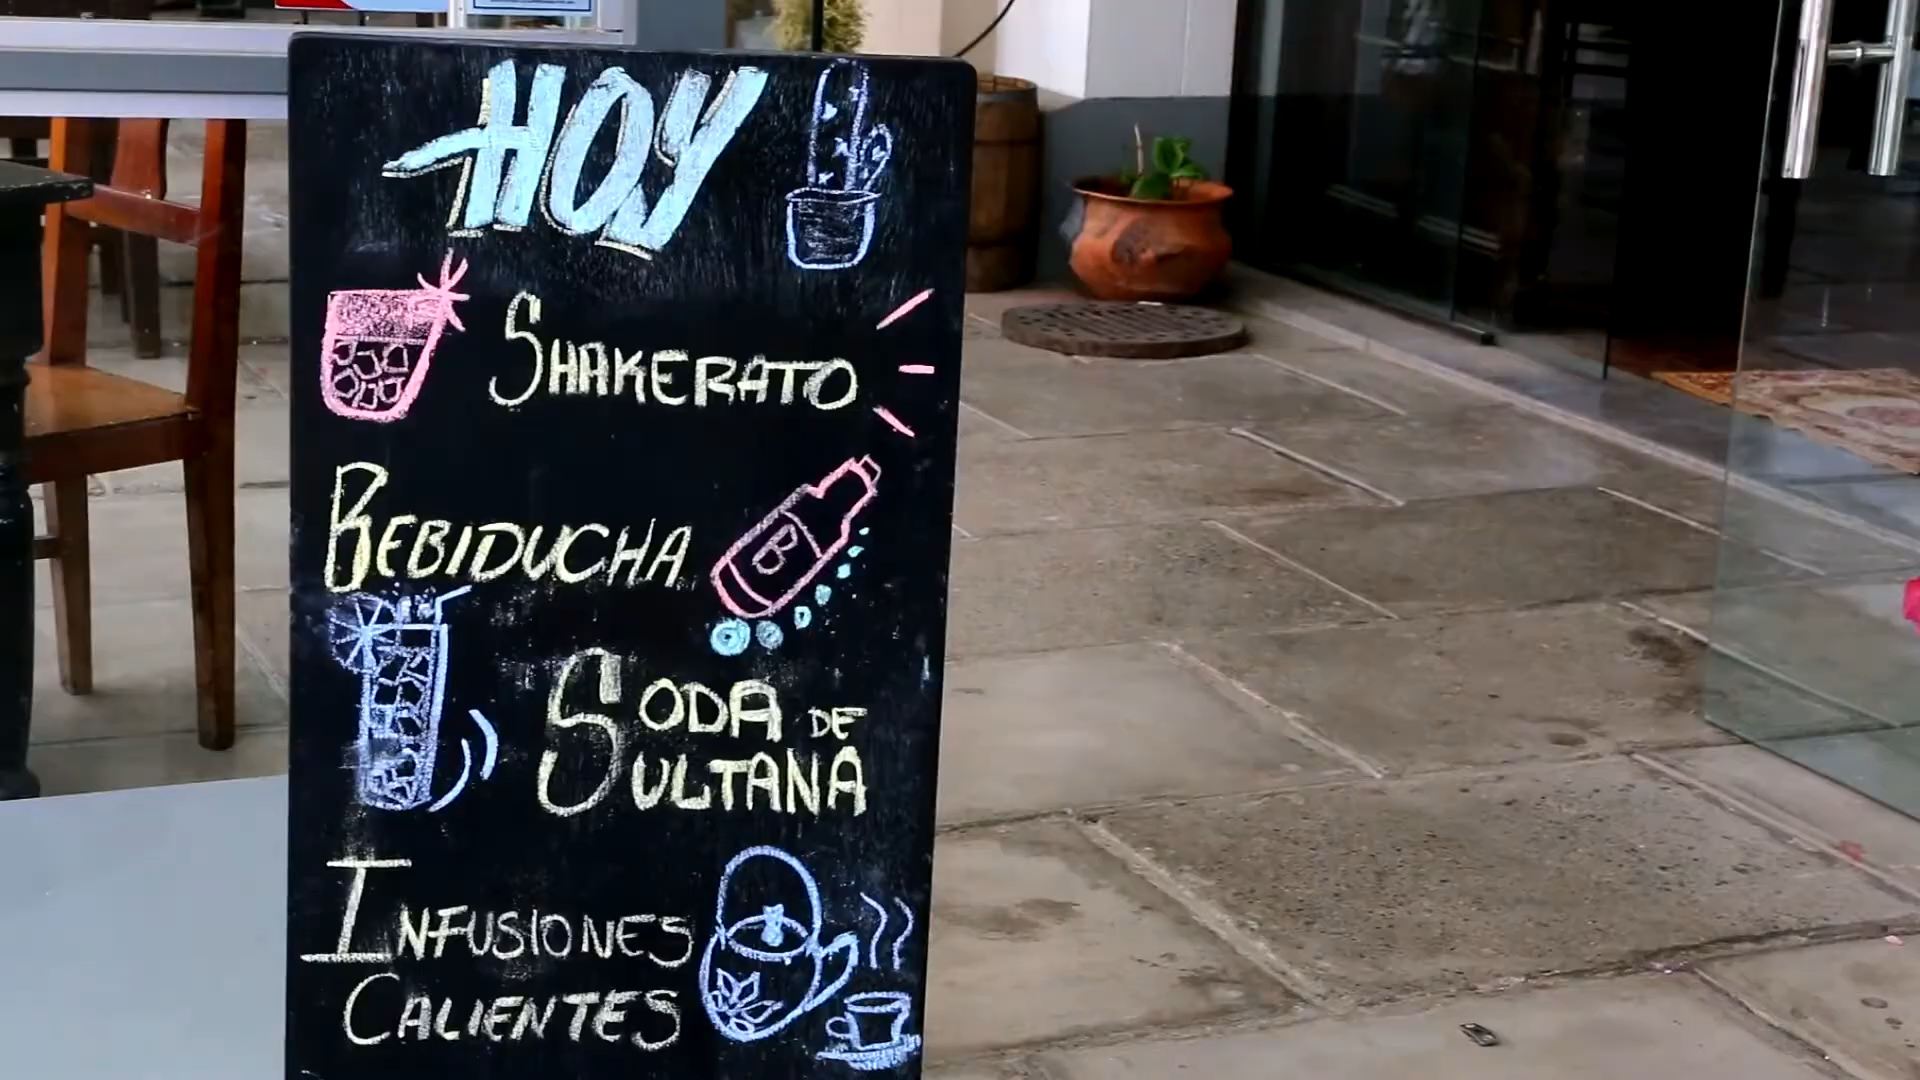 HOY
SHAKERATO
BEBIDUCHA
B
SODA DE
SULTANA
INFUSIONES
CALIENTES